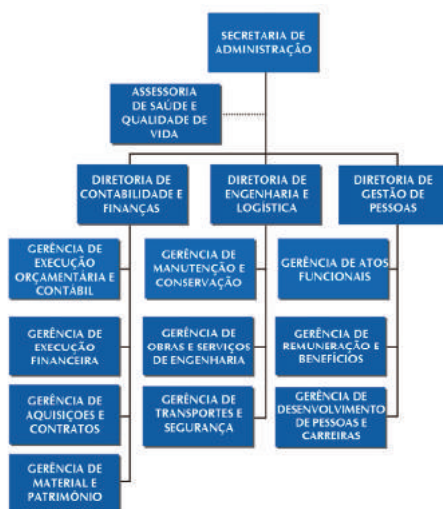 SECRETARIA DE
ADMINISTRAÇÃO
ASSESSORIA
DE SAÚDE E
QUALIDADE DE
VIDA
DIRETORIA DE
CONTABILIDADE E
FINANÇAS
DIRETORIA DE
ENGENHARIA E
LOGÍSTICA
DIRETORIA DE
GESTÃO DE
PESSOAS
GERÊNCIA DE
EXECUÇÃO
ORÇAMENTÁRIA E
CONTÁBIL
GERÊNCIA DE
MANUTENÇÃO E
CONSERVAÇÃO
GERÊNCIA DE ATOS
FUNCIONAIS
GERÊNCIA DE
EXECUÇÃO
FINANCEIRA
GERÊNCIA DE
OBRAS E SERVIÇOS
DE ENGENHARIA
GERÊNCIA DE
REMUNERAÇÃO E
BENEFÍCIOS
GERÊNCIA DE
AQUISIÇOES E
CONTRATOS
GERÊNCIA DE
TRANSPORTES E
SEGURANÇA
GERÊNCIA DE
DESENVOLVIMENTO
DE PESSOAS E
CARREIRAS
GERÊNCIA DE
MATERIAL E
PATRIMÔNIO